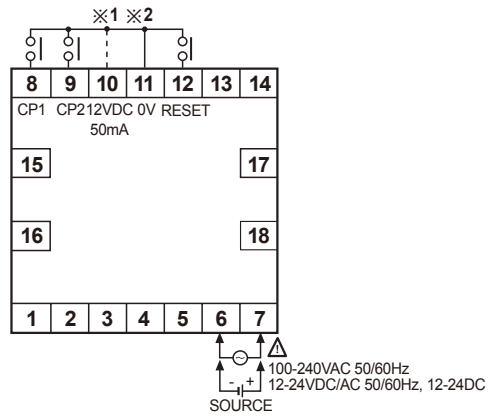 ※1 ※2
8 9 10 11 12 13 14
CP1 CP2 12VDC 0V RESET
50mA
15 17
16 18
1 2 3 4 5 6 7
100-240VAC 50/60Hz
- + 12-24VDC/AC 50/60Hz, 12-24DC
SOURCE